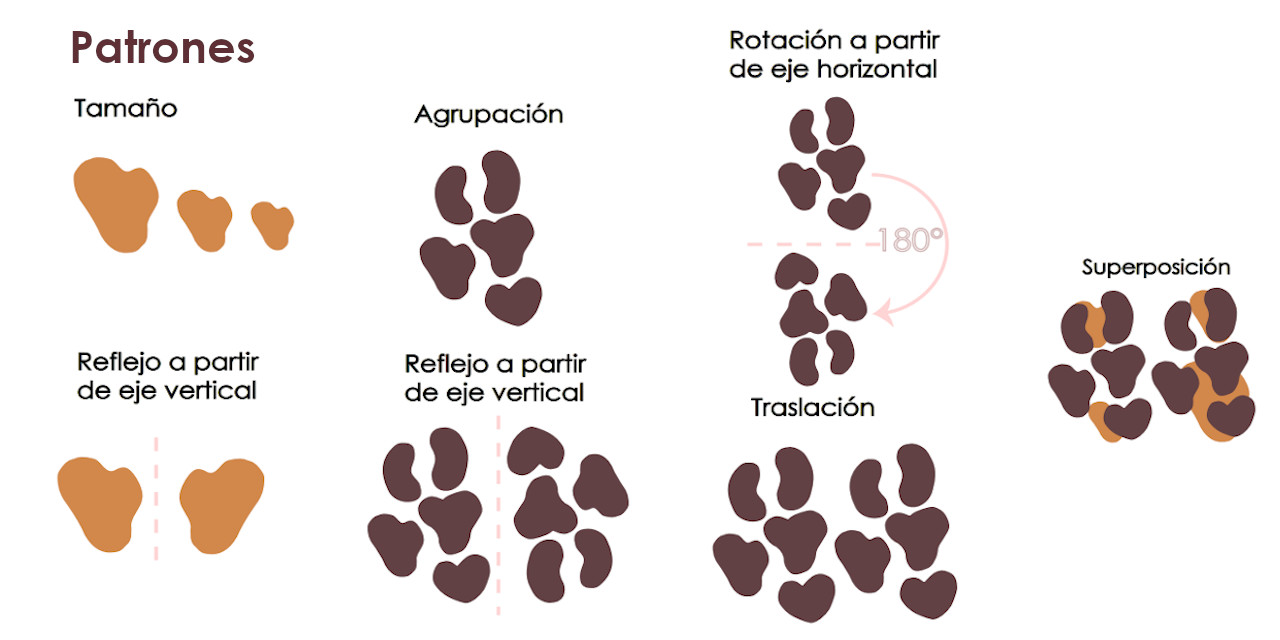 Patrones
Tamaño
Agrupación
Rotación a partir
de eje horizontal
180°
Superposición
Reflejo a partir
de eje vertical
Reflejo a partir
de eje vertical
Traslación